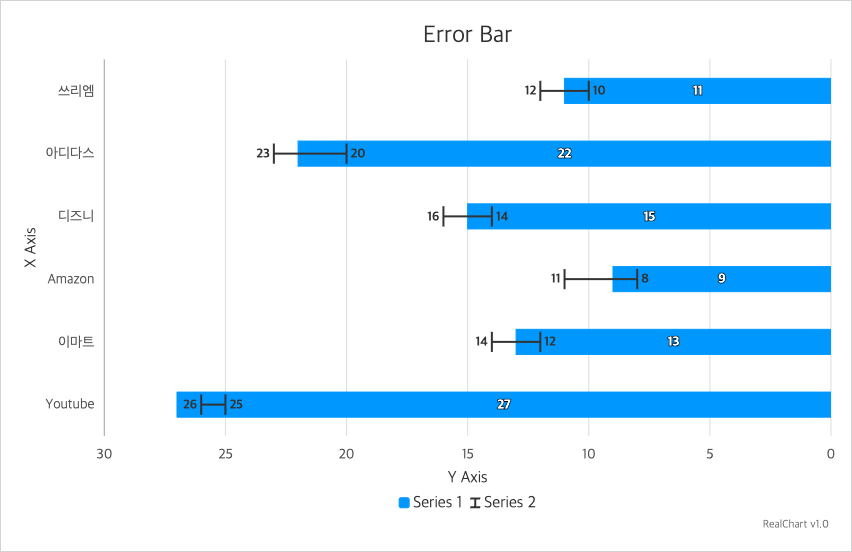 Error Bar
쓰리엠 12 10 11
아디다스 23 20 22
디즈니 16 14 15
X Axis
Amazon 11 8 9
이마트 14 12 13
Youtube 26 25 27
30 25 20 15 10 5 0
Y Axis
Series 1 Series 2
RealChart v1.0